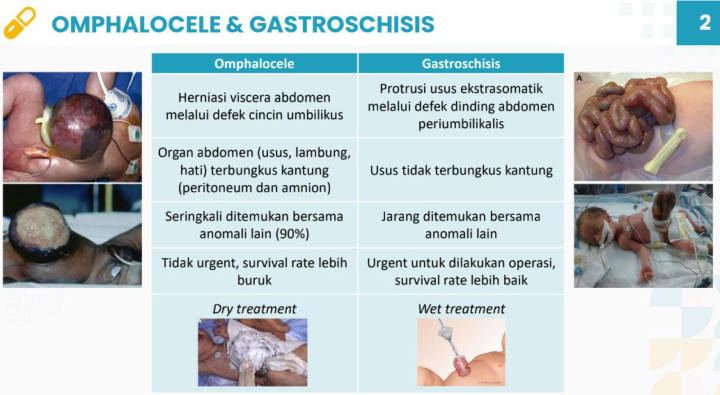 OMPHALOCELE & GASTROSCHISIS
2
Omphalocele
Gastroschisis
Herniasi viscera abdomen
melalui defek cincin umbilikus
Protrusi usus ekstrasomatik
melalui defek dinding abdomen
periumbilikalis
Organ abdomen (usus, lambung,
hati) terbungkus kantung
(peritoneum dan amnion)
Usus tidak terbungkus kantung
Seringkali ditemukan bersama
anomali lain (90%)
Jarang ditemukan bersama
anomali lain
Tidak urgent, survival rate lebih
buruk
Urgent untuk dilakukan operasi,
survival rate lebih baik
Dry treatment
Wet treatment
A